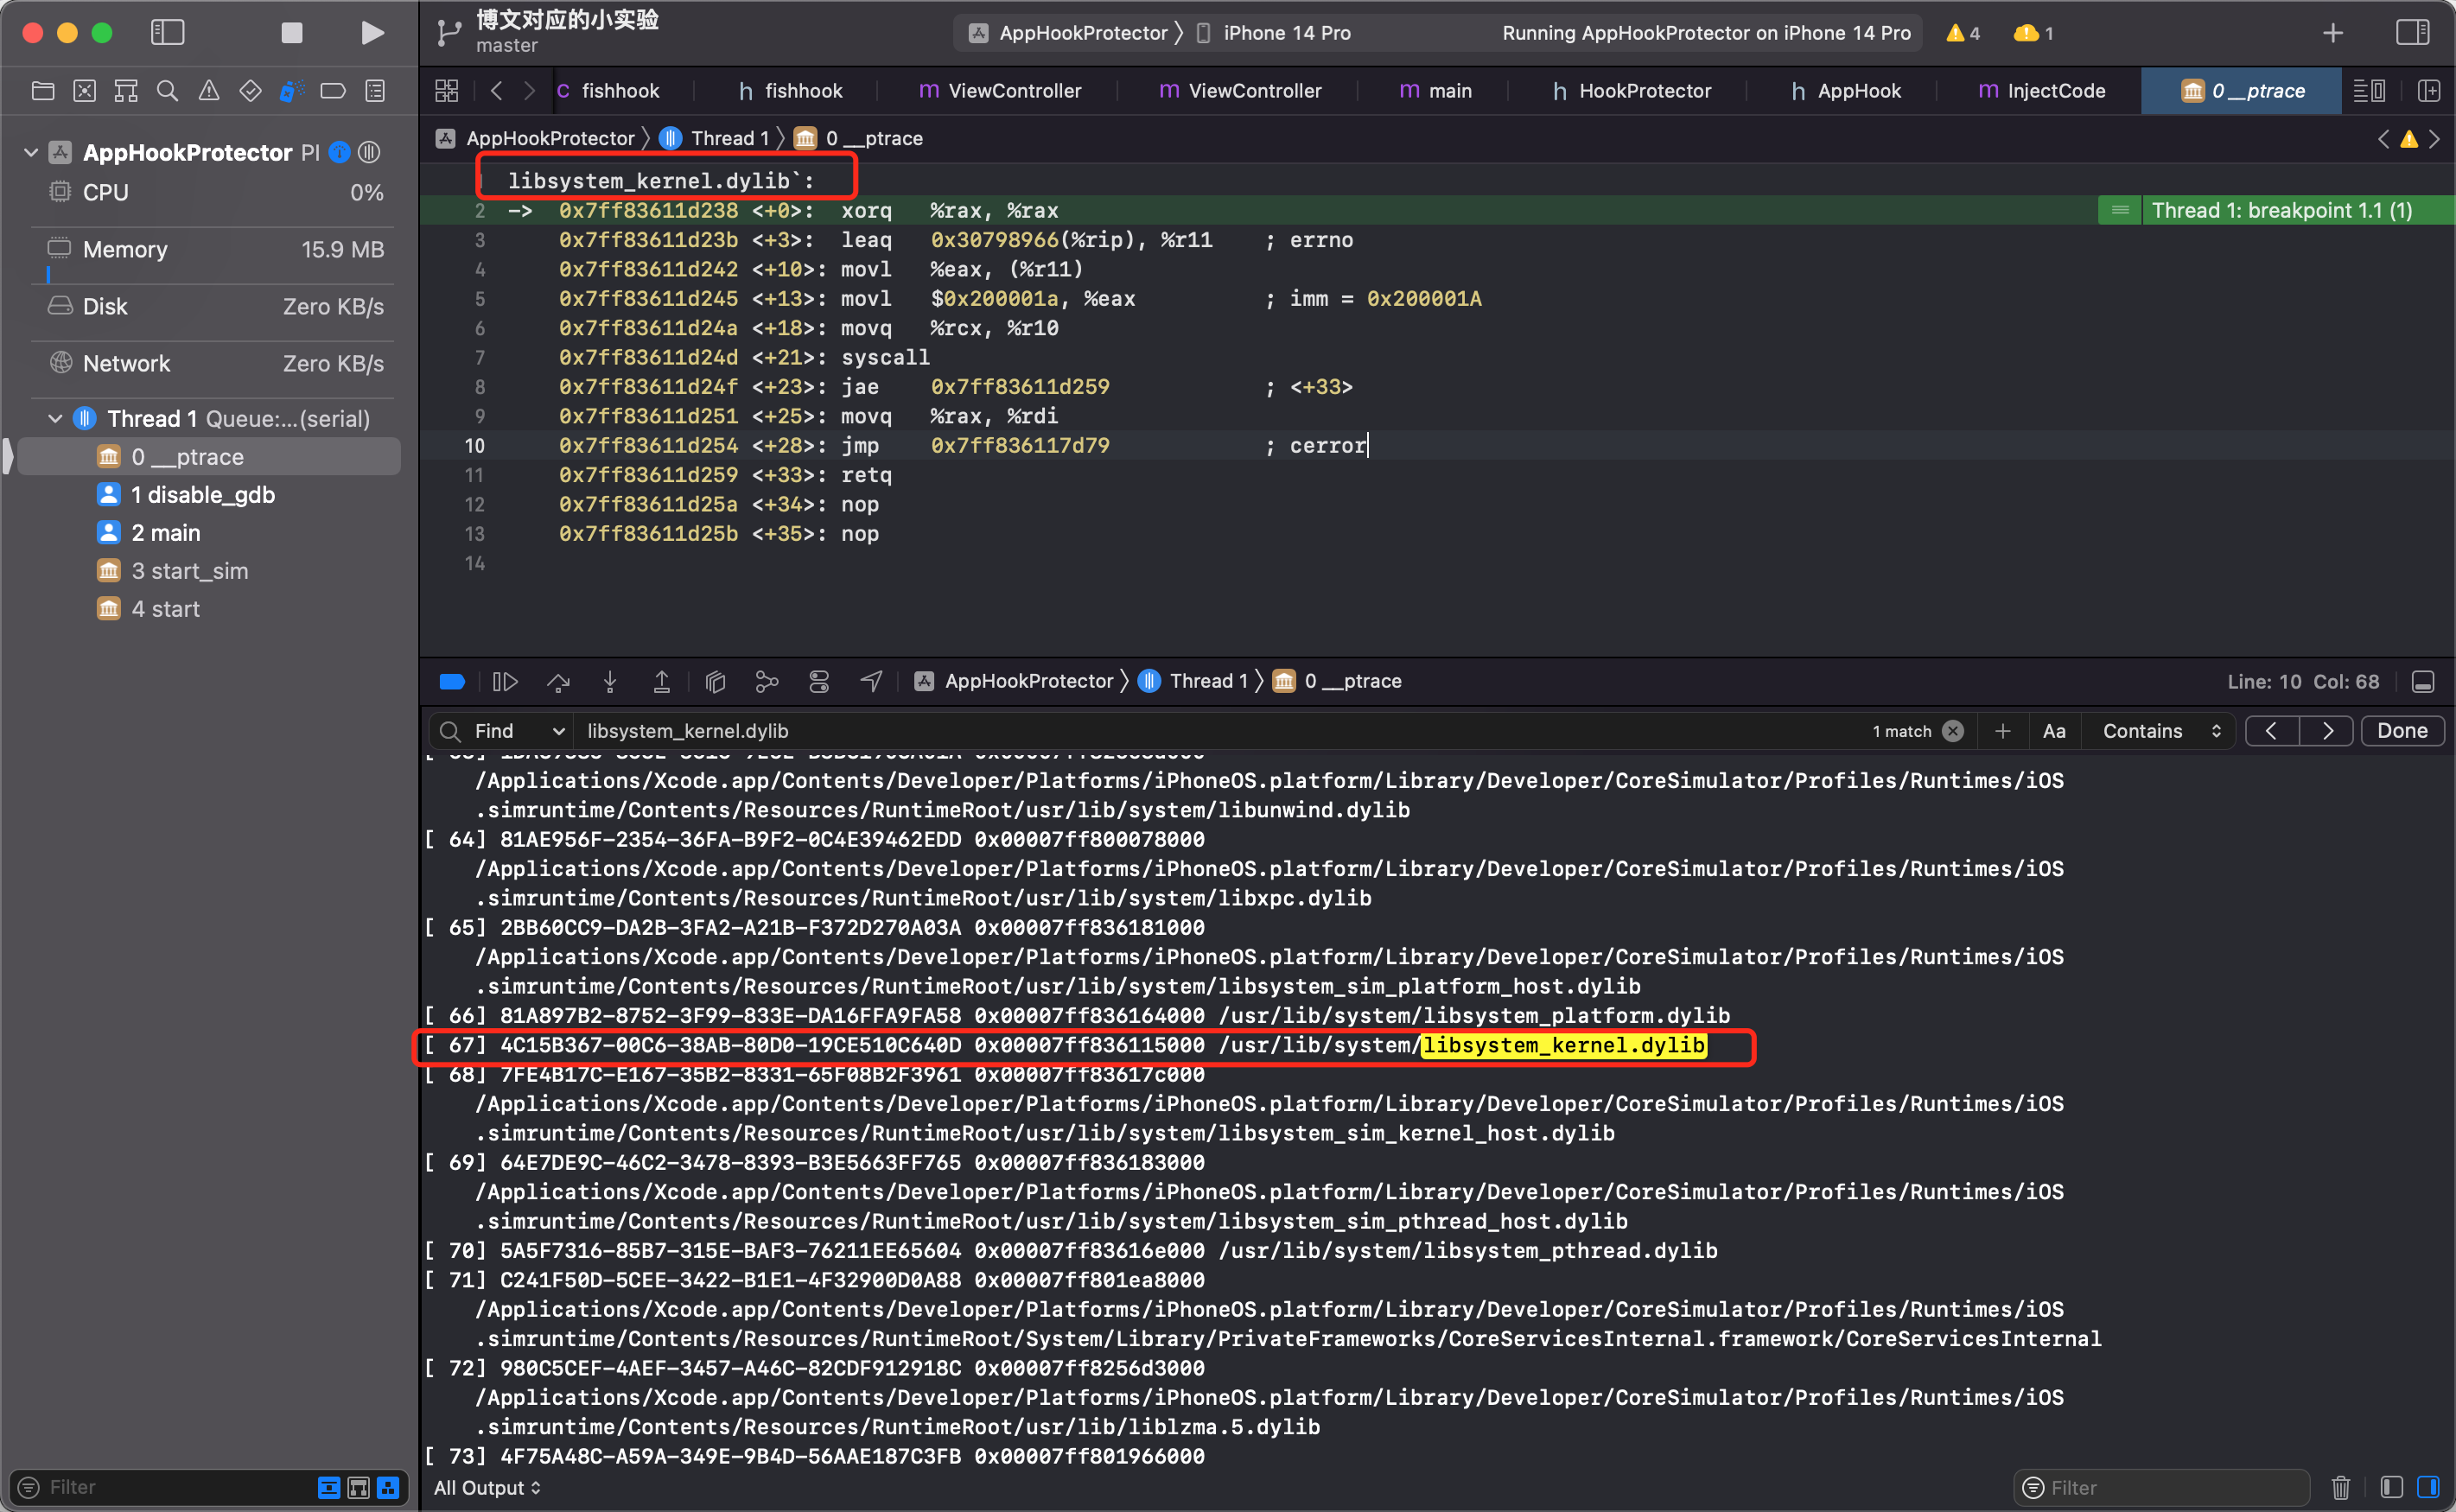 博文对应的小实验
master
AppHookProtector 〉 iPhone 14 Pro
Running AppHookProtector on iPhone 14 Pro
4
1
C fishhook
h fishhook
m ViewController
m ViewController
m main
h HookProtector
h AppHook
m InjectCode
0 __ptrace
AppHookProtector 〉 Thread 1 〉 0 __ptrace
AppHookProtector PI
CPU 0%
Memory 15.9 MB
Disk Zero KB/s
Network Zero KB/s
Thread 1 Queue:...(serial)
0 __ptrace
1 disable_gdb
2 main
3 start_sim
4 start
Filter
libsystem_kernel.dylib`:
2 -> 0x7ff83611d238 <+0>: xorq %rax, %rax
Thread 1: breakpoint 1.1 (1)
3 0x7ff83611d23b <+3>: leaq 0x30798966(%rip), %r11 ; errno
4 0x7ff83611d242 <+10>: movl %eax, (%r11)
5 0x7ff83611d245 <+13>: movl $0x200001a, %eax ; imm = 0x200001A
6 0x7ff83611d24a <+18>: movq %rcx, %r10
7 0x7ff83611d24d <+21>: syscall
8 0x7ff83611d24f <+23>: jae 0x7ff83611d259 ; <+33>
9 0x7ff83611d251 <+25>: movq %rax, %rdi
10 0x7ff83611d254 <+28>: jmp 0x7ff836117d79 ; cerror
11 0x7ff83611d259 <+33>: retq
12 0x7ff83611d25a <+34>: nop
13 0x7ff83611d25b <+35>: nop
14
AppHookProtector 〉 Thread 1 〉 0 __ptrace
Line: 10 Col: 68
Find libsystem_kernel.dylib 1 match Aa Contains Done
/Applications/Xcode.app/Contents/Developer/Platforms/iPhoneOS.platform/Library/Developer/CoreSimulator/Profiles/Runtimes/iOS
.simruntime/Contents/Resources/RuntimeRoot/usr/lib/system/libunwind.dylib
[ 64] 81AE956F-2354-36FA-B9F2-0C4E39462EDD 0x00007ff800078000
/Applications/Xcode.app/Contents/Developer/Platforms/iPhoneOS.platform/Library/Developer/CoreSimulator/Profiles/Runtimes/iOS
.simruntime/Contents/Resources/RuntimeRoot/usr/lib/system/libxpc.dylib
[ 65] 2BB60CC9-DA2B-3FA2-A21B-F372D270A03A 0x00007ff836181000
/Applications/Xcode.app/Contents/Developer/Platforms/iPhoneOS.platform/Library/Developer/CoreSimulator/Profiles/Runtimes/iOS
.simruntime/Contents/Resources/RuntimeRoot/usr/lib/system/libsystem_sim_platform_host.dylib
[ 66] 81A897B2-8752-3F99-833E-DA16FFA9FA58 0x00007ff836164000 /usr/lib/system/libsystem_platform.dylib
[ 67] 4C15B367-00C6-38AB-80D0-19CE510C640D 0x00007ff836115000 /usr/lib/system/libsystem_kernel.dylib
[ 68] 7FE4B17C-E167-35B2-8331-65F08B2F3961 0x00007ff83617c000
/Applications/Xcode.app/Contents/Developer/Platforms/iPhoneOS.platform/Library/Developer/CoreSimulator/Profiles/Runtimes/iOS
.simruntime/Contents/Resources/RuntimeRoot/usr/lib/system/libsystem_sim_kernel_host.dylib
[ 69] 64E7DE9C-46C2-3478-8393-B3E5663FF765 0x00007ff836183000
/Applications/Xcode.app/Contents/Developer/Platforms/iPhoneOS.platform/Library/Developer/CoreSimulator/Profiles/Runtimes/iOS
.simruntime/Contents/Resources/RuntimeRoot/usr/lib/system/libsystem_sim_pthread_host.dylib
[ 70] 5A5F7316-85B7-315E-BAF3-76211EE65604 0x00007ff83616e000 /usr/lib/system/libsystem_pthread.dylib
[ 71] C241F50D-5CEE-3422-B1E1-4F32900D0A88 0x00007ff801ea8000
/Applications/Xcode.app/Contents/Developer/Platforms/iPhoneOS.platform/Library/Developer/CoreSimulator/Profiles/Runtimes/iOS
.simruntime/Contents/Resources/RuntimeRoot/System/Library/PrivateFrameworks/CoreServicesInternal.framework/CoreServicesInternal
[ 72] 980C5CEF-4AEF-3457-A46C-82CDF912918C 0x00007ff8256d3000
/Applications/Xcode.app/Contents/Developer/Platforms/iPhoneOS.platform/Library/Developer/CoreSimulator/Profiles/Runtimes/iOS
.simruntime/Contents/Resources/RuntimeRoot/usr/lib/liblzma.5.dylib
[ 73] 4F75A48C-A59A-349E-9B4D-56AAE187C3FB 0x00007ff801966000
All Output
Filter